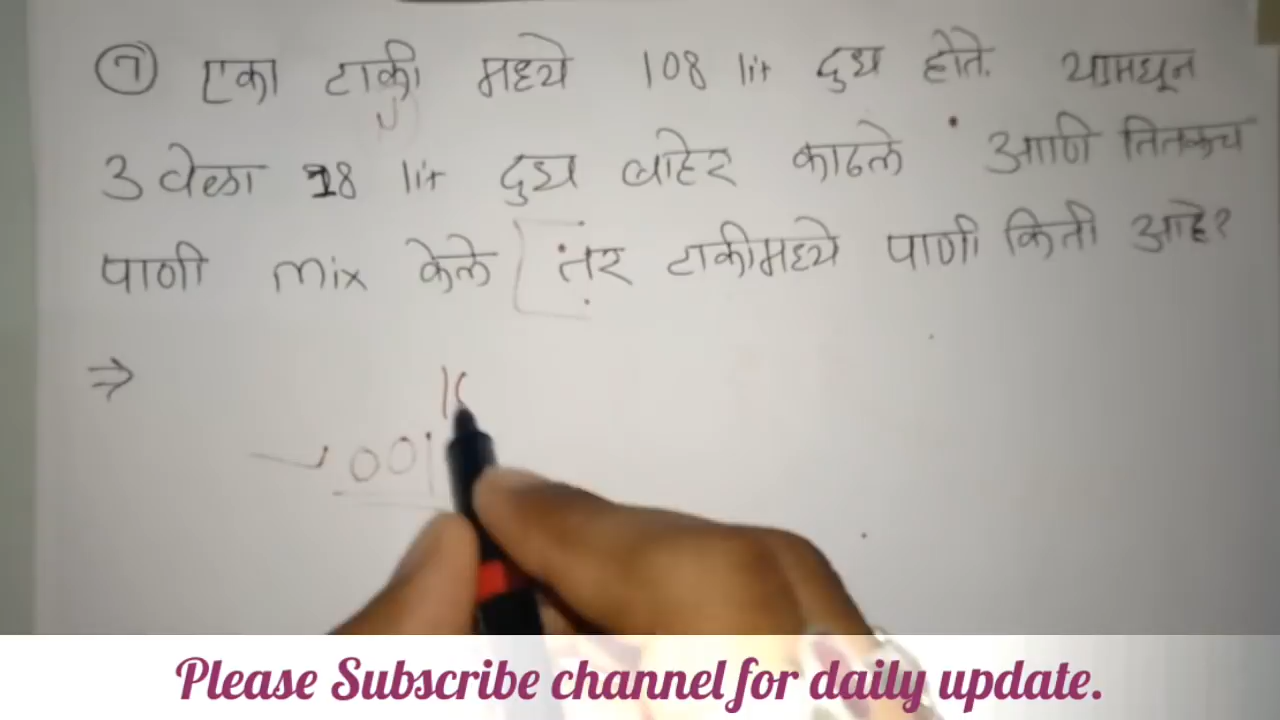 7 एका टाकी मध्ये 108 lit दुध होते. यामधून
3 वेळा 18 lit दुध बाहेर काढले आणि तितकच
पाणी mix केले तर टाकीमध्ये पाणी किती आहे?
⇒
Please Subscribe channel for daily update.